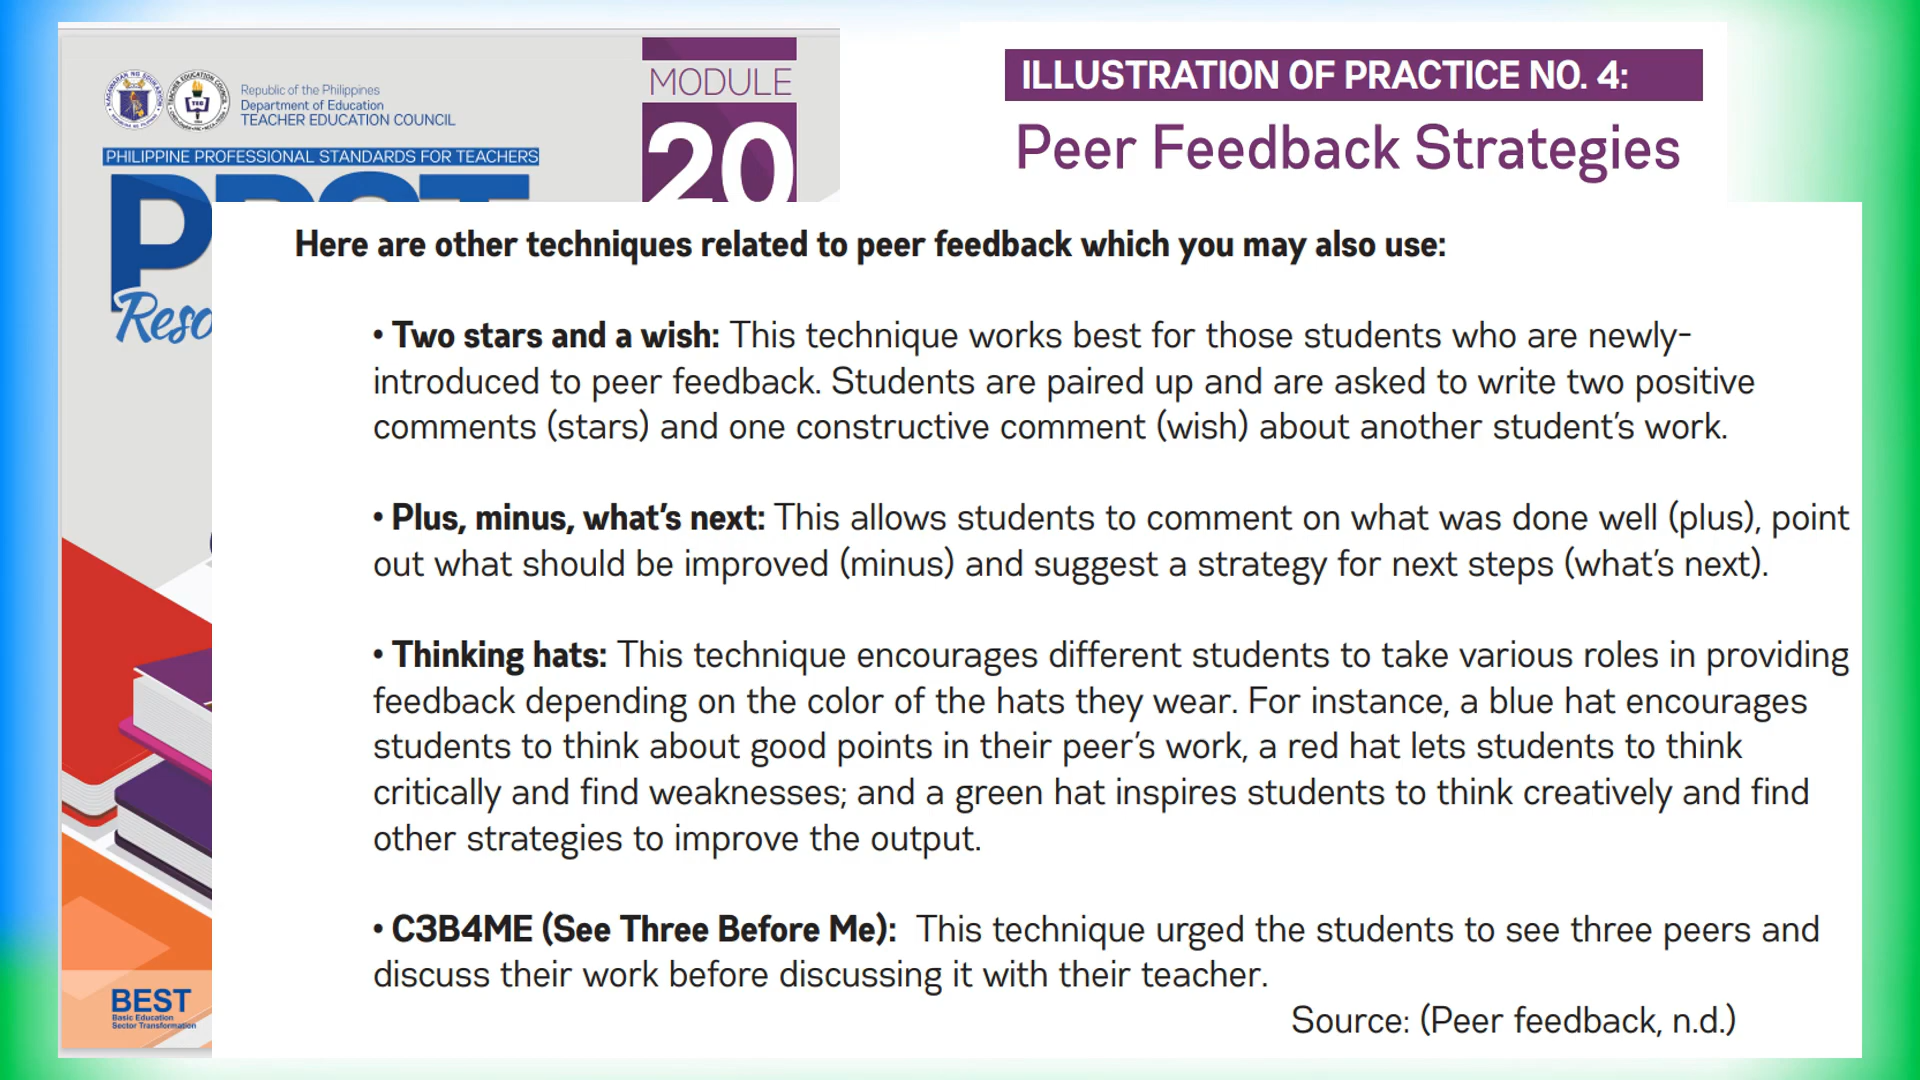 Republic of the Philippines
Department of Education
TEACHER EDUCATION COUNCIL
PHILIPPINE PROFESSIONAL STANDARDS FOR TEACHERS
MODULE
20
ILLUSTRATION OF PRACTICE NO. 4:
Peer Feedback Strategies
Here are other techniques related to peer feedback which you may also use:
• Two stars and a wish: This technique works best for those students who are newly-
introduced to peer feedback. Students are paired up and are asked to write two positive
comments (stars) and one constructive comment (wish) about another student's work.
• Plus, minus, what's next: This allows students to comment on what was done well (plus), point
out what should be improved (minus) and suggest a strategy for next steps (what's next).
• Thinking hats: This technique encourages different students to take various roles in providing
feedback depending on the color of the hats they wear. For instance, a blue hat encourages
students to think about good points in their peer's work, a red hat lets students to think
critically and find weaknesses; and a green hat inspires students to think creatively and find
other strategies to improve the output.
• C3B4ME (See Three Before Me): This technique urged the students to see three peers and
discuss their work before discussing it with their teacher.
Source: (Peer feedback, n.d.)
BEST
Basic Education
Sector Transformation